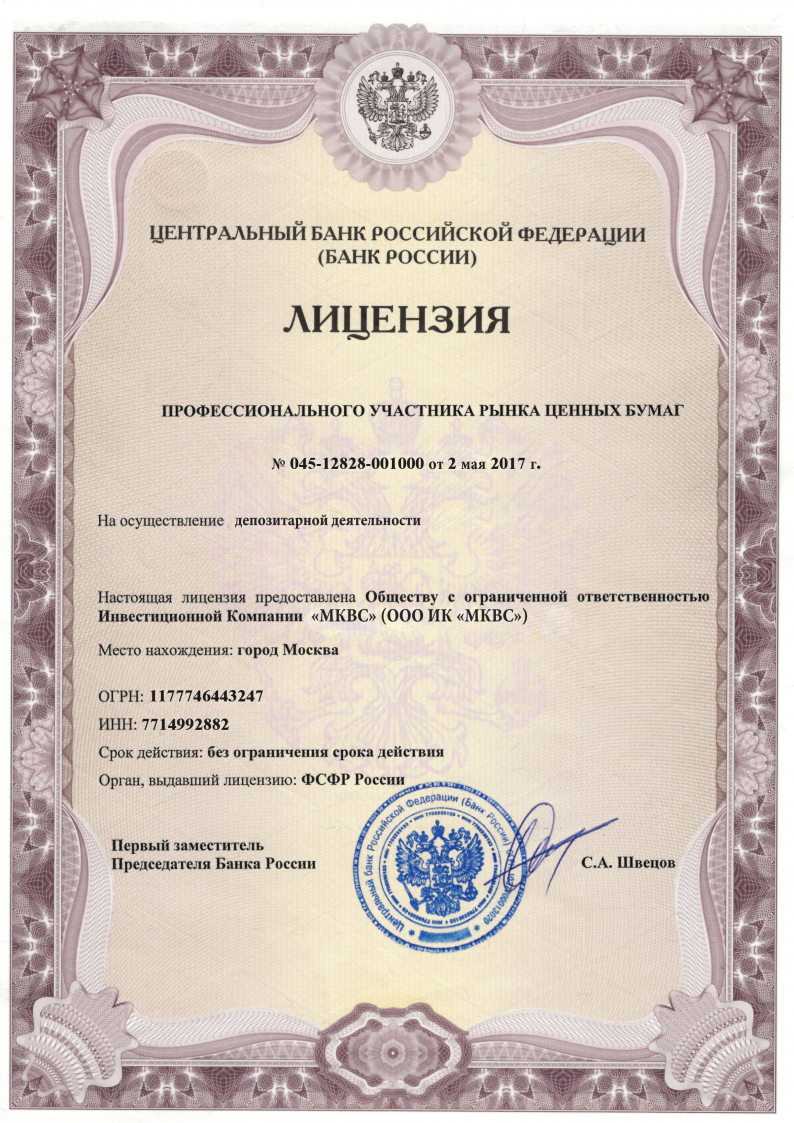 ЦЕНТРАЛЬНЫЙ БАНК РОССИЙСКОЙ ФЕДЕРАЦИИ
(БАНК РОССИИ)
ЛИЦЕНЗИЯ
ПРОФЕССИОНАЛЬНОГО УЧАСТНИКА РЫНКА ЦЕННЫХ БУМАГ
№ 045-12828-001000 от 2 мая 2017 г.
На осуществление депозитарной деятельности
Настоящая лицензия предоставлена Обществу с ограниченной ответственностью
Инвестиционной Компании «МКВС» (ООО ИК «МКВС»)
Место нахождения: город Москва
ОГРН: 1177746443247
ИНН: 7714992882
Срок действия: без ограничения срока действия
Орган, выдавший лицензию: ФСФР России
Первый заместитель
Председателя Банка России
С.А. Швецов
Центральный банк Российской Федерации (Банк России)